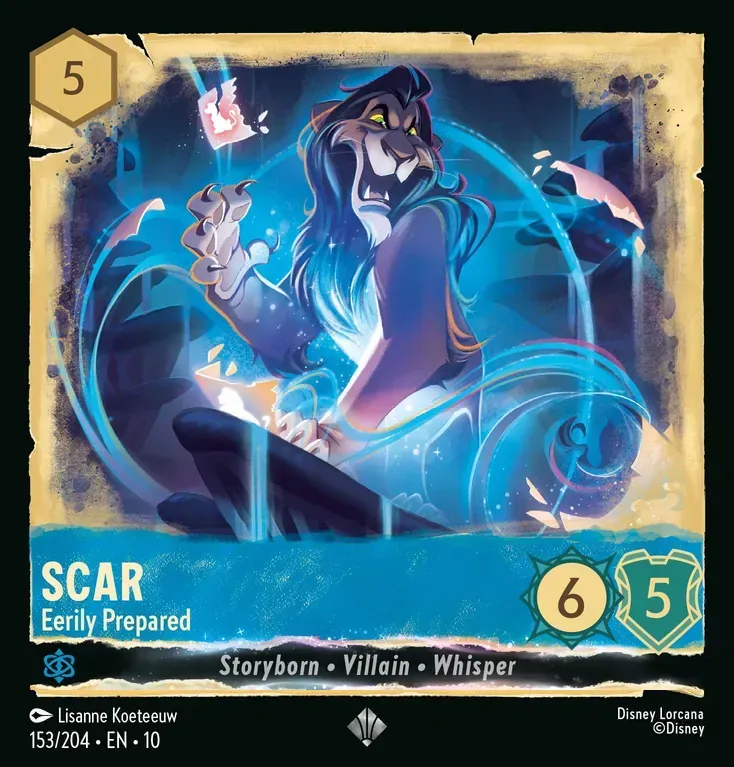 5
SCAR
Eerily Prepared
6
5
Storyborn • Villain • Whisper
Lisanne Koeteeuw
153/204 • EN • 10
Disney Lorcana
©Disney